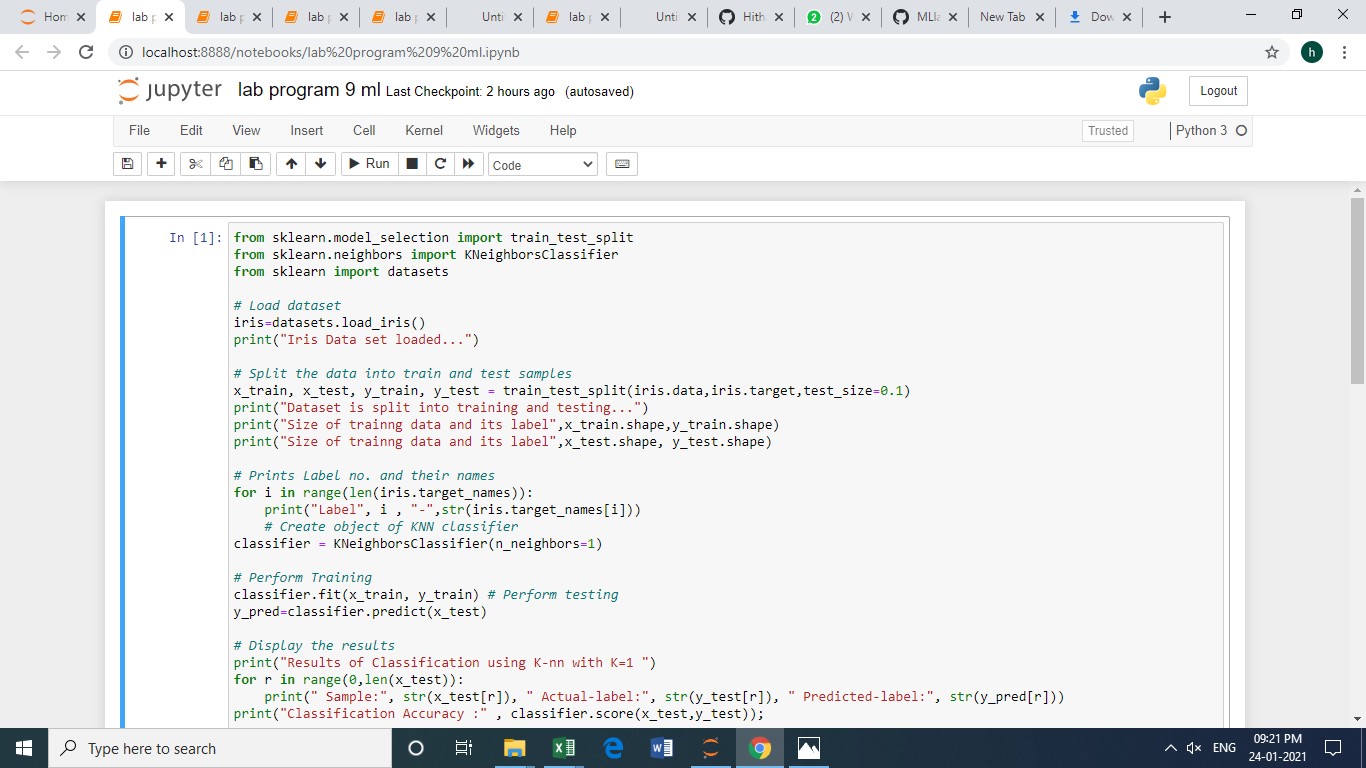 Hom
lab p
lab p
lab p
lab p
Unti
lab p
Unti
Hith
2
(2) W
MLla
New Tab
Dow
localhost:8888/notebooks/lab%20program%209%20ml.ipynb
h
jupyter lab program 9 ml Last Checkpoint: 2 hours ago (autosaved)
Logout
File Edit View Insert Cell Kernel Widgets Help
Trusted
Python 3
Run
Code
In [1]:
from sklearn.model_selection import train_test_split
from sklearn.neighbors import KNeighborsClassifier
from sklearn import datasets

# Load dataset
iris=datasets.load_iris()
print("Iris Data set loaded...")

# Split the data into train and test samples
x_train, x_test, y_train, y_test = train_test_split(iris.data,iris.target,test_size=0.1)
print("Dataset is split into training and testing...")
print("Size of trainng data and its label",x_train.shape,y_train.shape)
print("Size of trainng data and its label",x_test.shape, y_test.shape)

# Prints Label no. and their names
for i in range(len(iris.target_names)):
    print("Label", i , "-",str(iris.target_names[i]))
    # Create object of KNN classifier
classifier = KNeighborsClassifier(n_neighbors=1)

# Perform Training
classifier.fit(x_train, y_train) # Perform testing
y_pred=classifier.predict(x_test)

# Display the results
print("Results of Classification using K-nn with K=1 ")
for r in range(0,len(x_test)):
    print(" Sample:", str(x_test[r]), " Actual-label:", str(y_test[r]), " Predicted-label:", str(y_pred[r]))
print("Classification Accuracy :" , classifier.score(x_test,y_test));
Type here to search
ENG
09:21 PM
24-01-2021